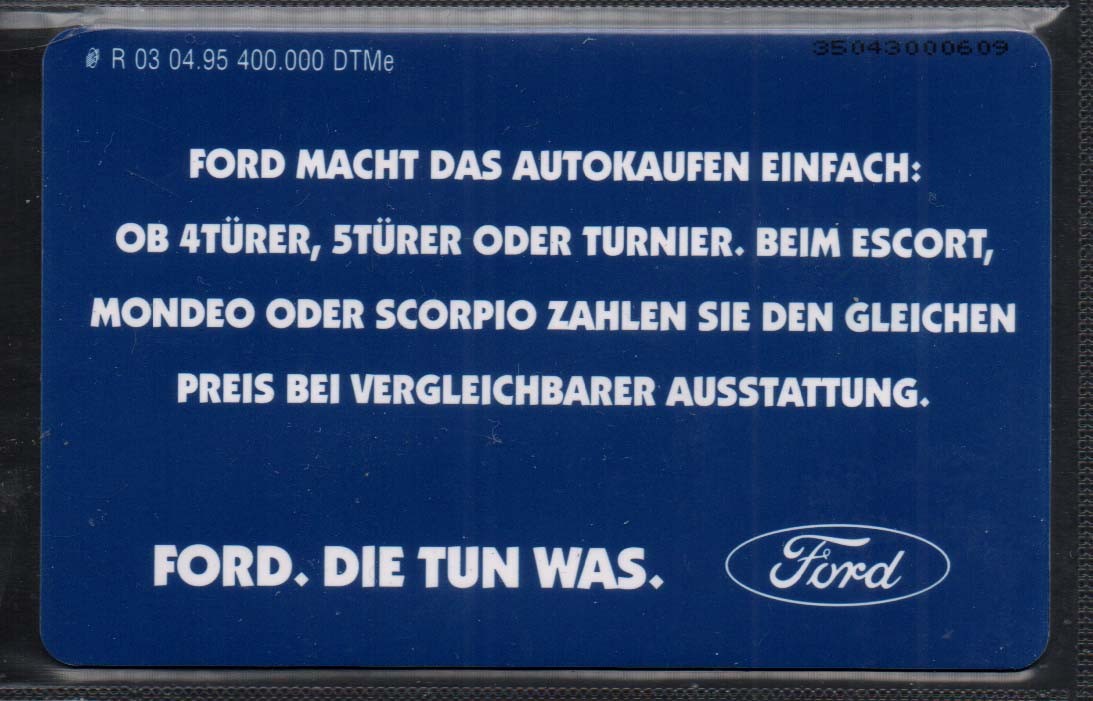 R 03 04.95 400.000 DTMe
35043000609
FORD MACHT DAS AUTOKAUFEN EINFACH:
OB 4TÜRER, 5TÜRER ODER TURNIER. BEIM ESCORT,
MONDEO ODER SCORPIO ZAHLEN SIE DEN GLEICHEN
PREIS BEI VERGLEICHBARER AUSSTATTUNG.
FORD. DIE TUN WAS.
Ford